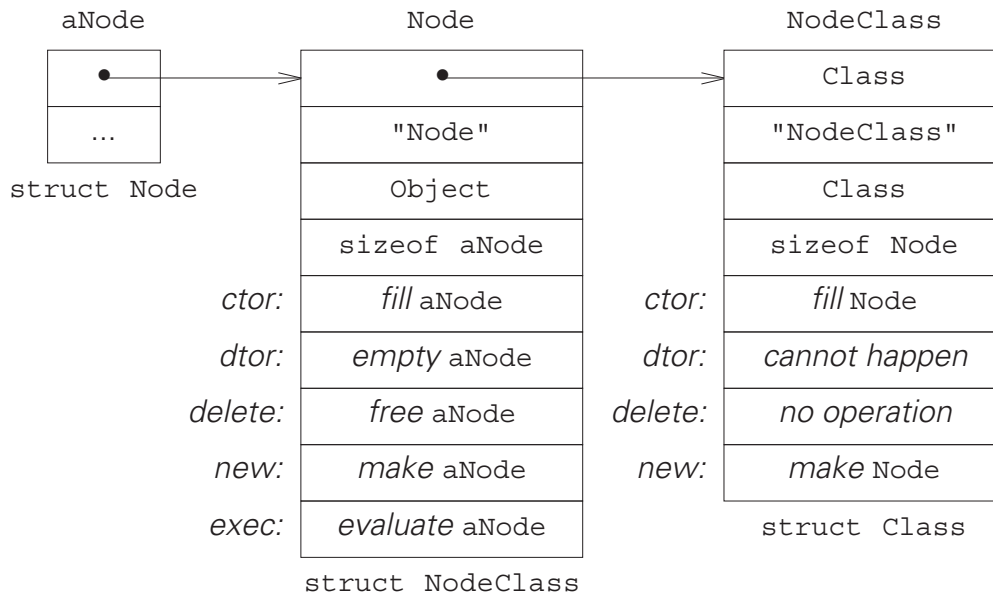 aNode Node NodeClass
Class
... "Node" "NodeClass"
struct Node Object Class
sizeof aNode sizeof Node
ctor: fill aNode ctor: fill Node
dtor: empty aNode dtor: cannot happen
delete: free aNode delete: no operation
new: make aNode new: make Node
exec: evaluate aNode struct Class
struct NodeClass